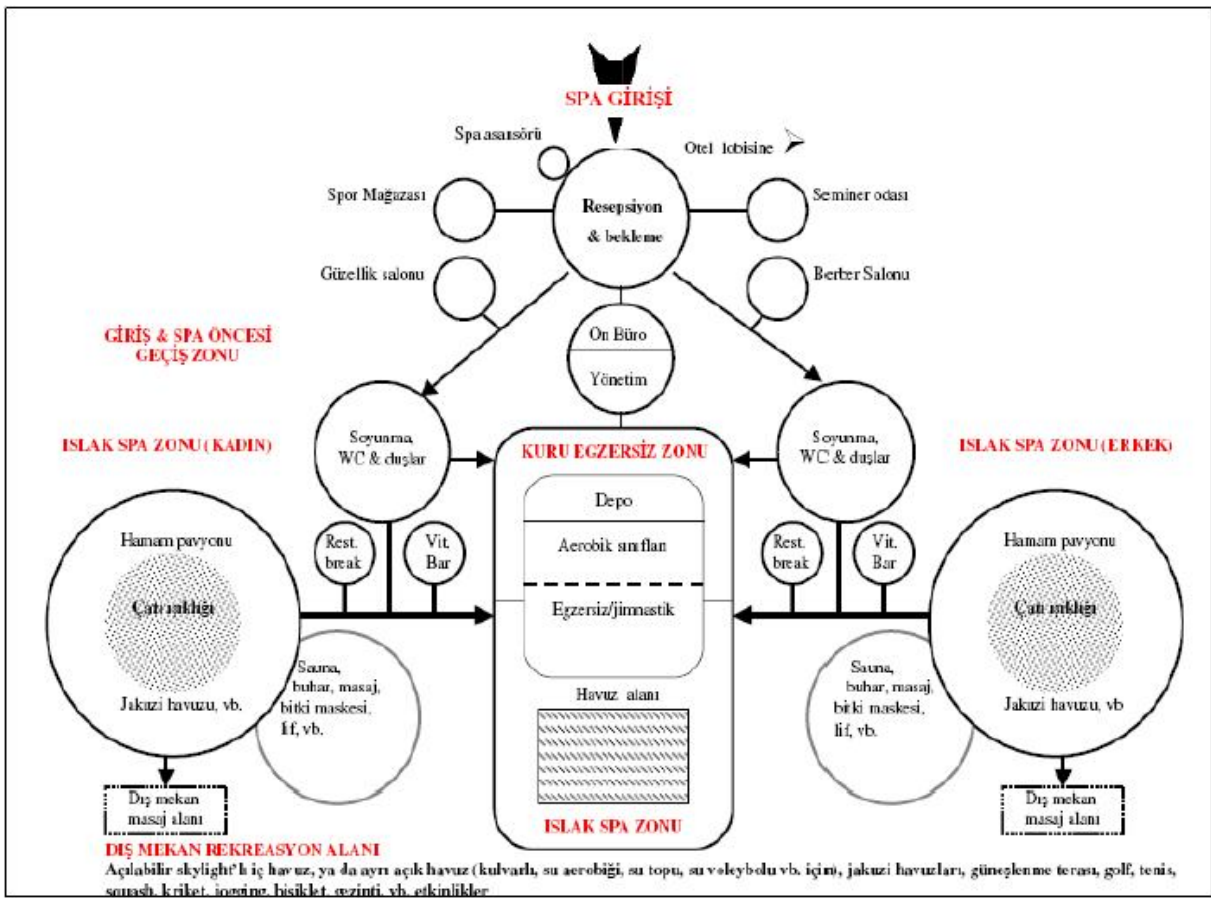 SPA GİRİŞİ
Spa asansörü
Otel lobisine
Spor Mağazası
Resepsiyon
& bekleme
Seminer odası
Güzellik salonu
Berber Salonu
GİRİŞ & SPA ÖNCESİ
GEÇİŞ ZONU
On Büro
Yönetim
ISLAK SPA ZONU (KADIN)
Soyunma,
WC & duşlar
KURU EGZERSİZ ZONU
Soyunma,
WC & duşlar
ISLAK SPA ZONU (ERKEK)
Depo
Hamam pavyonu
Rest.
break
Vit.
Bar
Aerobik sınıfları
Rest.
break
Vit.
Bar
Hamam pavyonu
Çatı ışıklığı
Egzersiz/jimnastik
Çatı ışıklığı
Sauna,
buhar, masaj,
bitki maskesi,
lif, vb.
Jakuzi havuzu, vb.
Havuz alanı
Sauna,
buhar, masaj,
bitki maskesi,
lif, vb.
Jakuzi havuzu, vb
Dış mekan
masaj alanı
ISLAK SPA ZONU
Dış mekan
masaj alanı
DIŞ MEKAN REKREASYON ALANI
Açılabilir skylight'lı iç havuz, ya da ayrı açık havuz (kulvarlı, su aerobiği, su topu, su voleybolu vb. için), jakuzi havuzları, güneşlenme terası, golf, tenis,
squash, kriket, jogging, bisiklet, gezinti, vb. etkinlikler